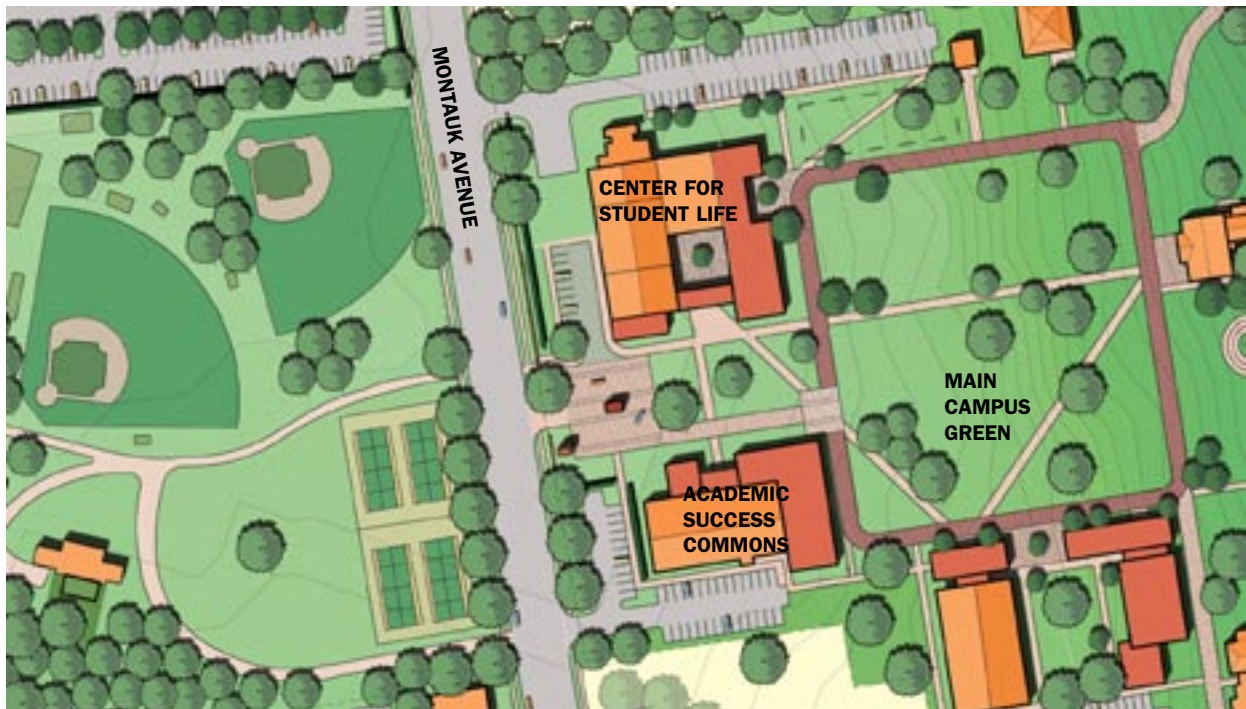 MONTAUK AVENUE
CENTER FOR
STUDENT LIFE
MAIN
CAMPUS
GREEN
ACADEMIC
SUCCESS
COMMONS